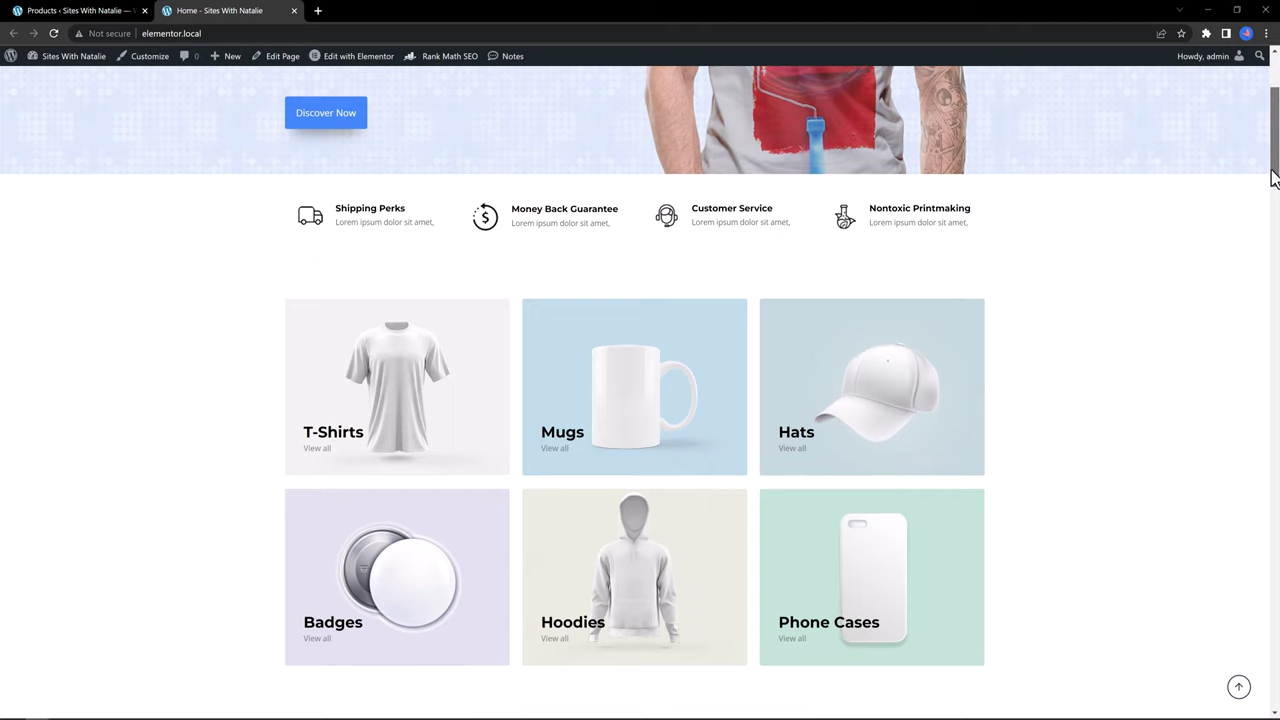 Products ‹ Sites With Natalie — 
Home - Sites With Natalie
Not secure
elementor.local
Sites With Natalie
Customize
0
New
Edit Page
Edit with Elementor
Rank Math SEO
Notes
Howdy, admin
Discover Now
Shipping Perks
Lorem ipsum dolor sit amet,
Money Back Guarantee
Lorem ipsum dolor sit amet,
Customer Service
Lorem ipsum dolor sit amet,
Nontoxic Printmaking
Lorem ipsum dolor sit amet,
T-Shirts
View all
Mugs
View all
Hats
View all
Badges
View all
Hoodies
View all
Phone Cases
View all